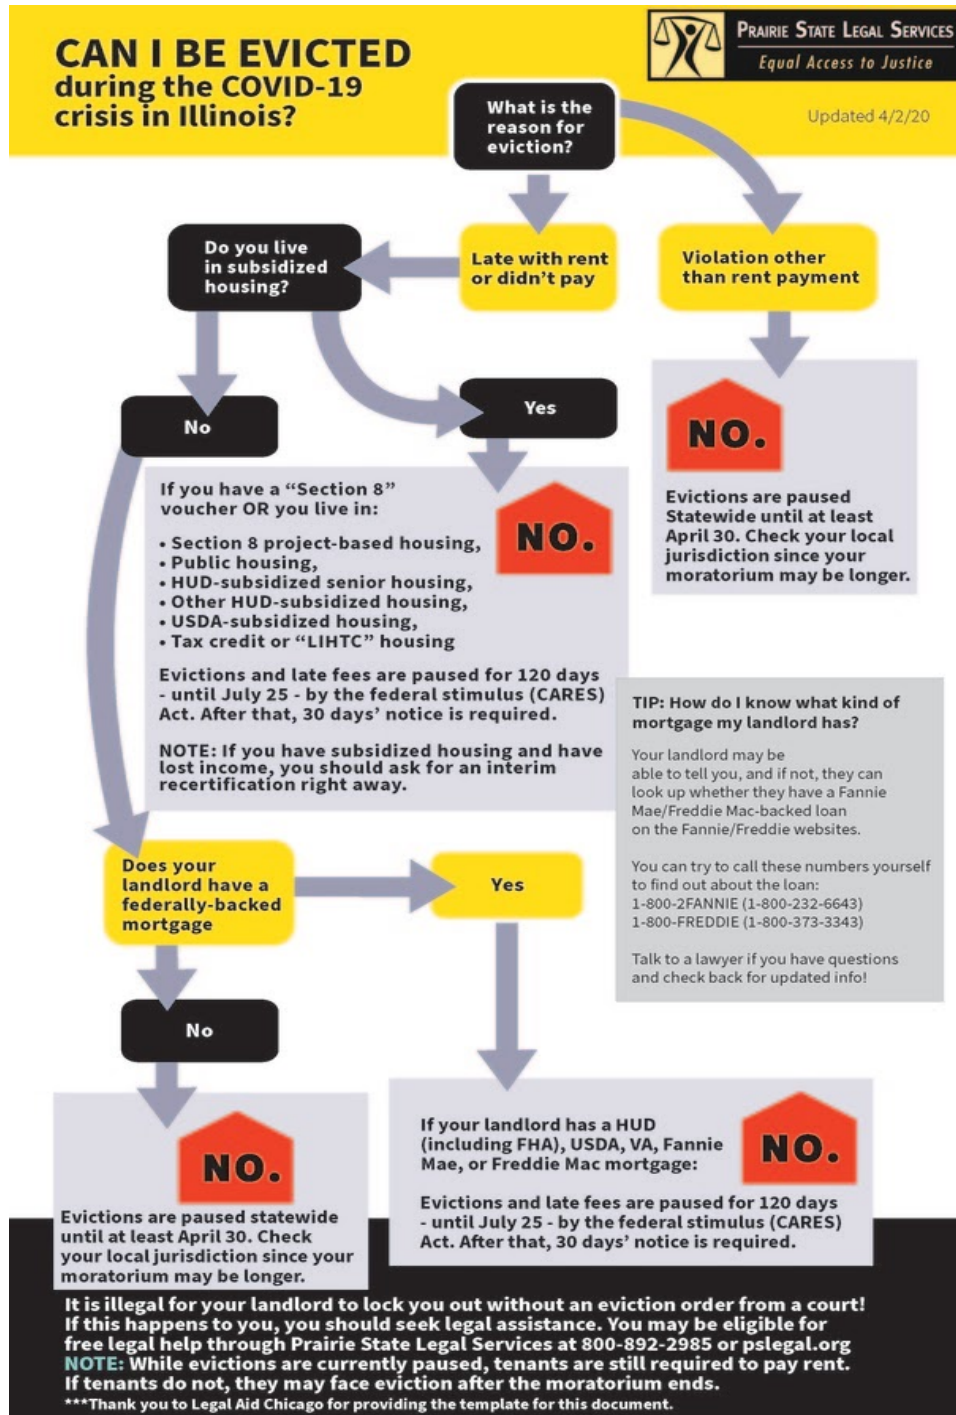 CAN I BE EVICTED
during the COVID-19
crisis in Illinois?
PRAIRIE STATE LEGAL SERVICES
Equal Access to Justice
Updated 4/2/20
What is the
reason for
eviction?
Do you live
in subsidized
housing?
Late with rent
or didn't pay
Violation other
than rent payment
No
Yes
NO.
Evictions are paused
Statewide until at least
April 30. Check your local
jurisdiction since your
moratorium may be longer.
If you have a “Section 8”
voucher OR you live in:
NO.
• Section 8 project-based housing,
• Public housing,
• HUD-subsidized senior housing,
• Other HUD-subsidized housing,
• USDA-subsidized housing,
• Tax credit or “LIHTC” housing
Evictions and late fees are paused for 120 days
- until July 25 - by the federal stimulus (CARES)
Act. After that, 30 days' notice is required.
NOTE: If you have subsidized housing and have
lost income, you should ask for an interim
recertification right away.
TIP: How do I know what kind of
mortgage my landlord has?
Your landlord may be
able to tell you, and if not, they can
look up whether they have a Fannie
Mae/Freddie Mac-backed loan
on the Fannie/Freddie websites.
You can try to call these numbers yourself
to find out about the loan:
1-800-2FANNIE (1-800-232-6643)
1-800-FREDDIE (1-800-373-3343)
Talk to a lawyer if you have questions
and check back for updated info!
Does your
landlord have a
federally-backed
mortgage
Yes
No
NO.
Evictions are paused statewide
until at least April 30. Check
your local jurisdiction since your
moratorium may be longer.
If your landlord has a HUD
(including FHA), USDA, VA, Fannie
Mae, or Freddie Mac mortgage:
NO.
Evictions and late fees are paused for 120 days
- until July 25 - by the federal stimulus (CARES)
Act. After that, 30 days' notice is required.
It is illegal for your landlord to lock you out without an eviction order from a court!
If this happens to you, you should seek legal assistance. You may be eligible for
free legal help through Prairie State Legal Services at 800-892-2985 or pslegal.org
NOTE: While evictions are currently paused, tenants are still required to pay rent.
If tenants do not, they may face eviction after the moratorium ends.
***Thank you to Legal Aid Chicago for providing the template for this document.